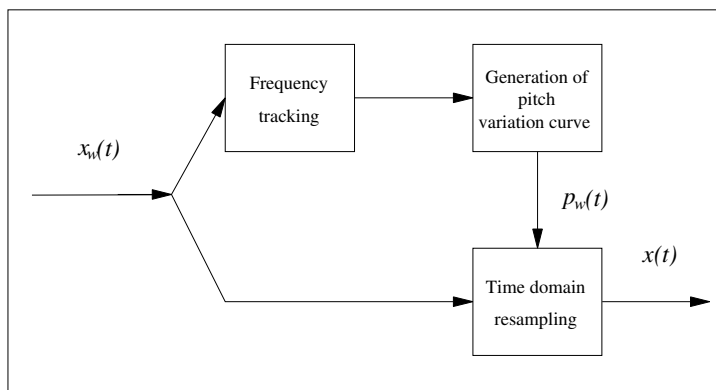 Frequency
tracking
Generation of
pitch
variation curve
x_w(t)
p_w(t)
x(t)
Time domain
resampling